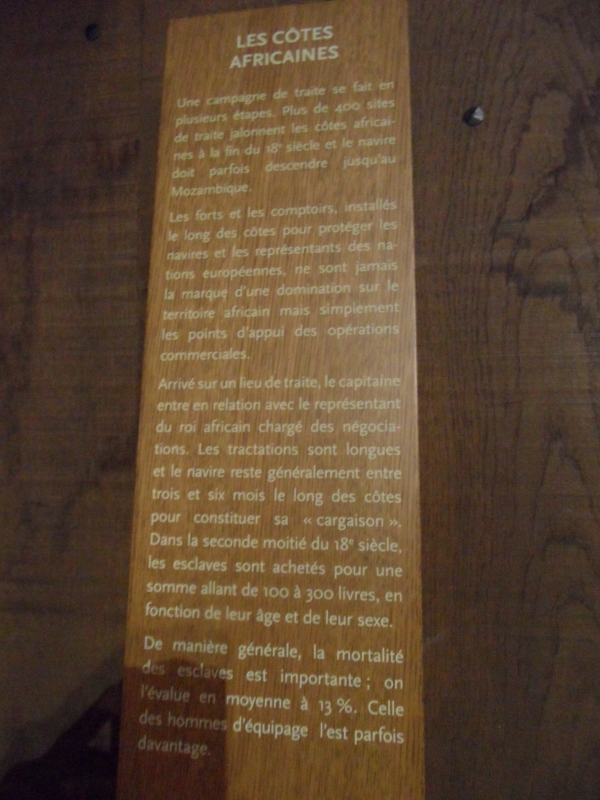 LES CÔTES
AFRICAINES
Une campagne de traite se fait en
plusieurs étapes. Plus de 400 sites
de traite jalonnent les côtes africai-
nes à la fin du 18e siècle et le navire
doit parfois descendre jusqu'au
Mozambique.
Les forts et les comptoirs, installés
le long des côtes pour protéger les
navires et les représentants des na-
tions européennes, ne sont jamais
la marque d'une domination sur le
territoire africain mais simplement
les points d'appui des opérations
commerciales.
Arrivé sur un lieu de traite, le capitaine
entre en relation avec le représentant
du roi africain chargé des négocia-
tions. Les tractations sont longues
et le navire reste généralement entre
trois et six mois le long des côtes
pour constituer sa « cargaison ».
Dans la seconde moitié du 18e siècle,
les esclaves sont achetés pour une
somme allant de 100 à 300 livres, en
fonction de leur âge et de leur sexe.
De manière générale, la mortalité
des esclaves est importante ; on
l'évalue en moyenne à 13 %. Celle
des hommes d'équipage l'est parfois
davantage.